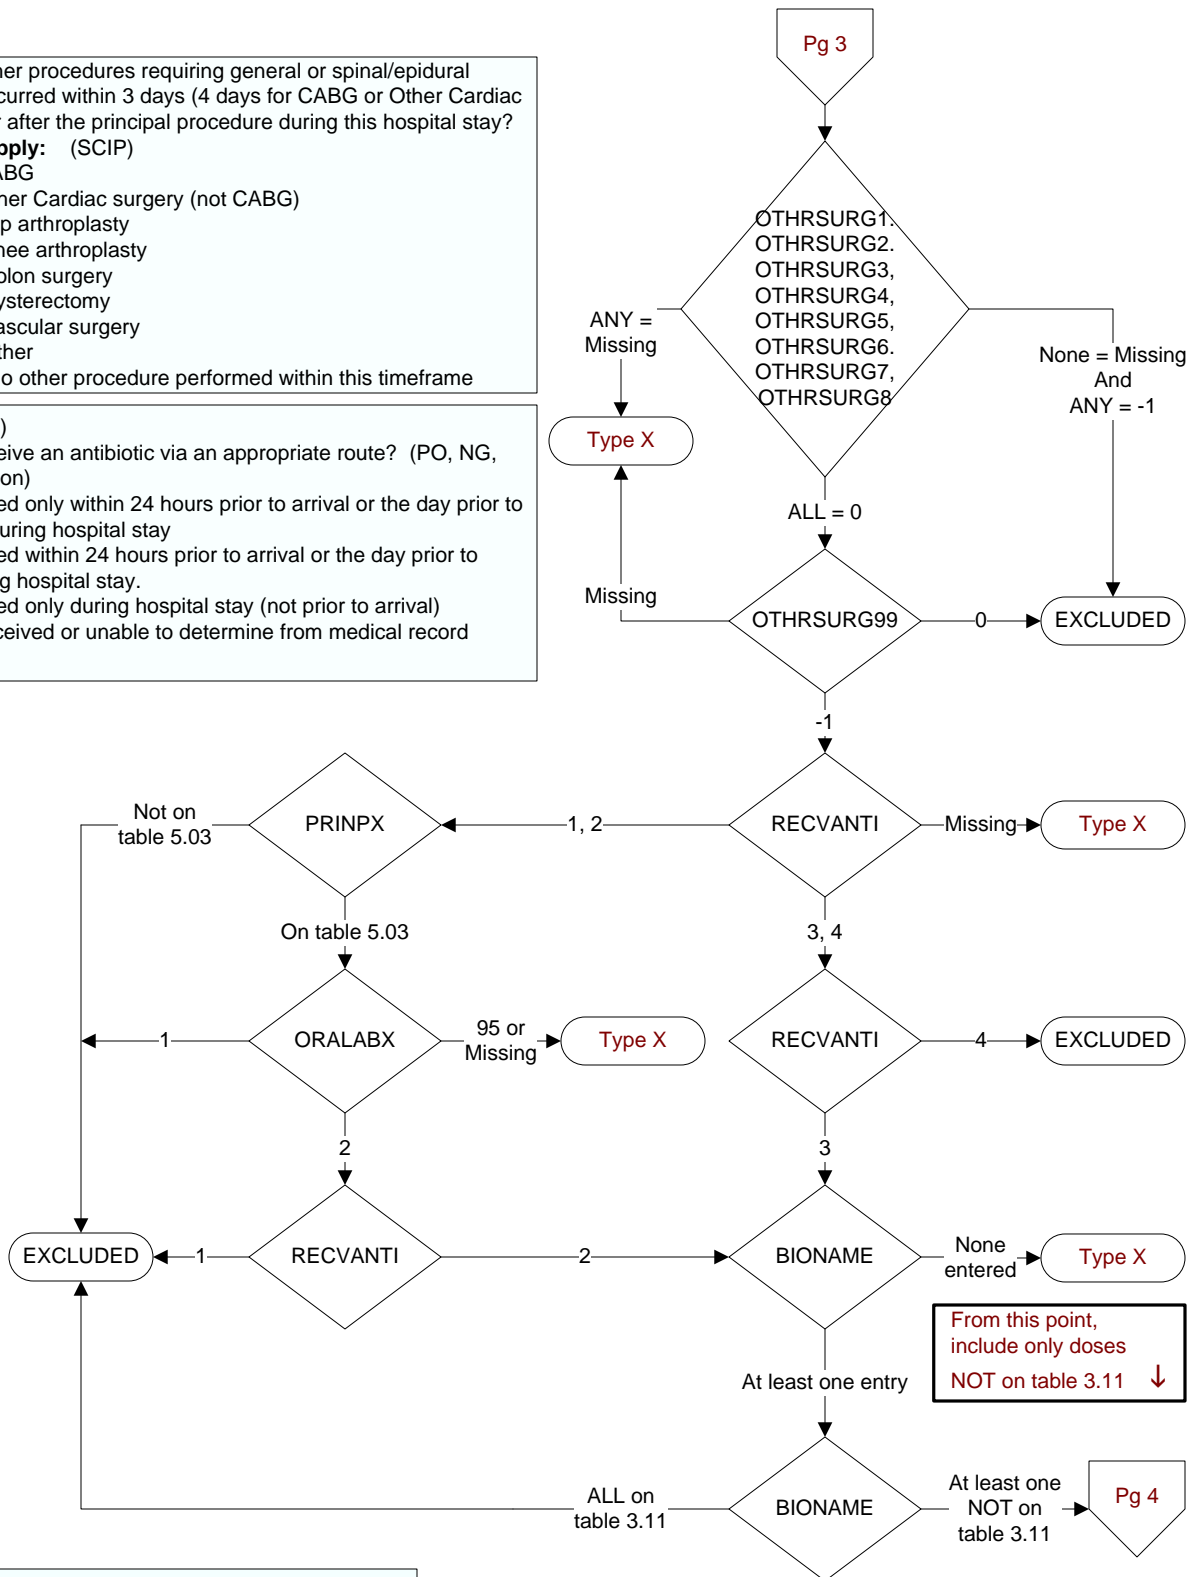 Pg 3
her procedures requiring general or spinal/epidural
curred within 3 days (4 days for CABG or Other Cardiac
r after the principal procedure during this hospital stay?
pply: (SCIP)
ABG
her Cardiac surgery (not CABG)
p arthroplasty
nee arthroplasty
olon surgery
ysterectomy
ascular surgery
ther
o other procedure performed within this timeframe
)
eive an antibiotic via an appropriate route? (PO, NG,
on)
ed only within 24 hours prior to arrival or the day prior to
uring hospital stay
ed within 24 hours prior to arrival or the day prior to
g hospital stay.
ed only during hospital stay (not prior to arrival)
ceived or unable to determine from medical record
OTHRSURG1.
OTHRSURG2.
OTHRSURG3,
OTHRSURG4,
OTHRSURG5,
OTHRSURG6.
OTHRSURG7,
OTHRSURG8
ANY =
Missing
None = Missing
And
ANY = -1
Type X
ALL = 0
Missing
OTHRSURG99
0
EXCLUDED
-1
Not on
table 5.03
PRINPX
1, 2
RECVANTI
Missing
Type X
On table 5.03
3, 4
1
ORALABX
95 or
Missing
Type X
RECVANTI
4
EXCLUDED
2
3
EXCLUDED
1
RECVANTI
2
BIONAME
None
entered
Type X
From this point,
include only doses
NOT on table 3.11 ↓
At least one entry
ALL on
table 3.11
BIONAME
At least one
NOT on
table 3.11
Pg 4